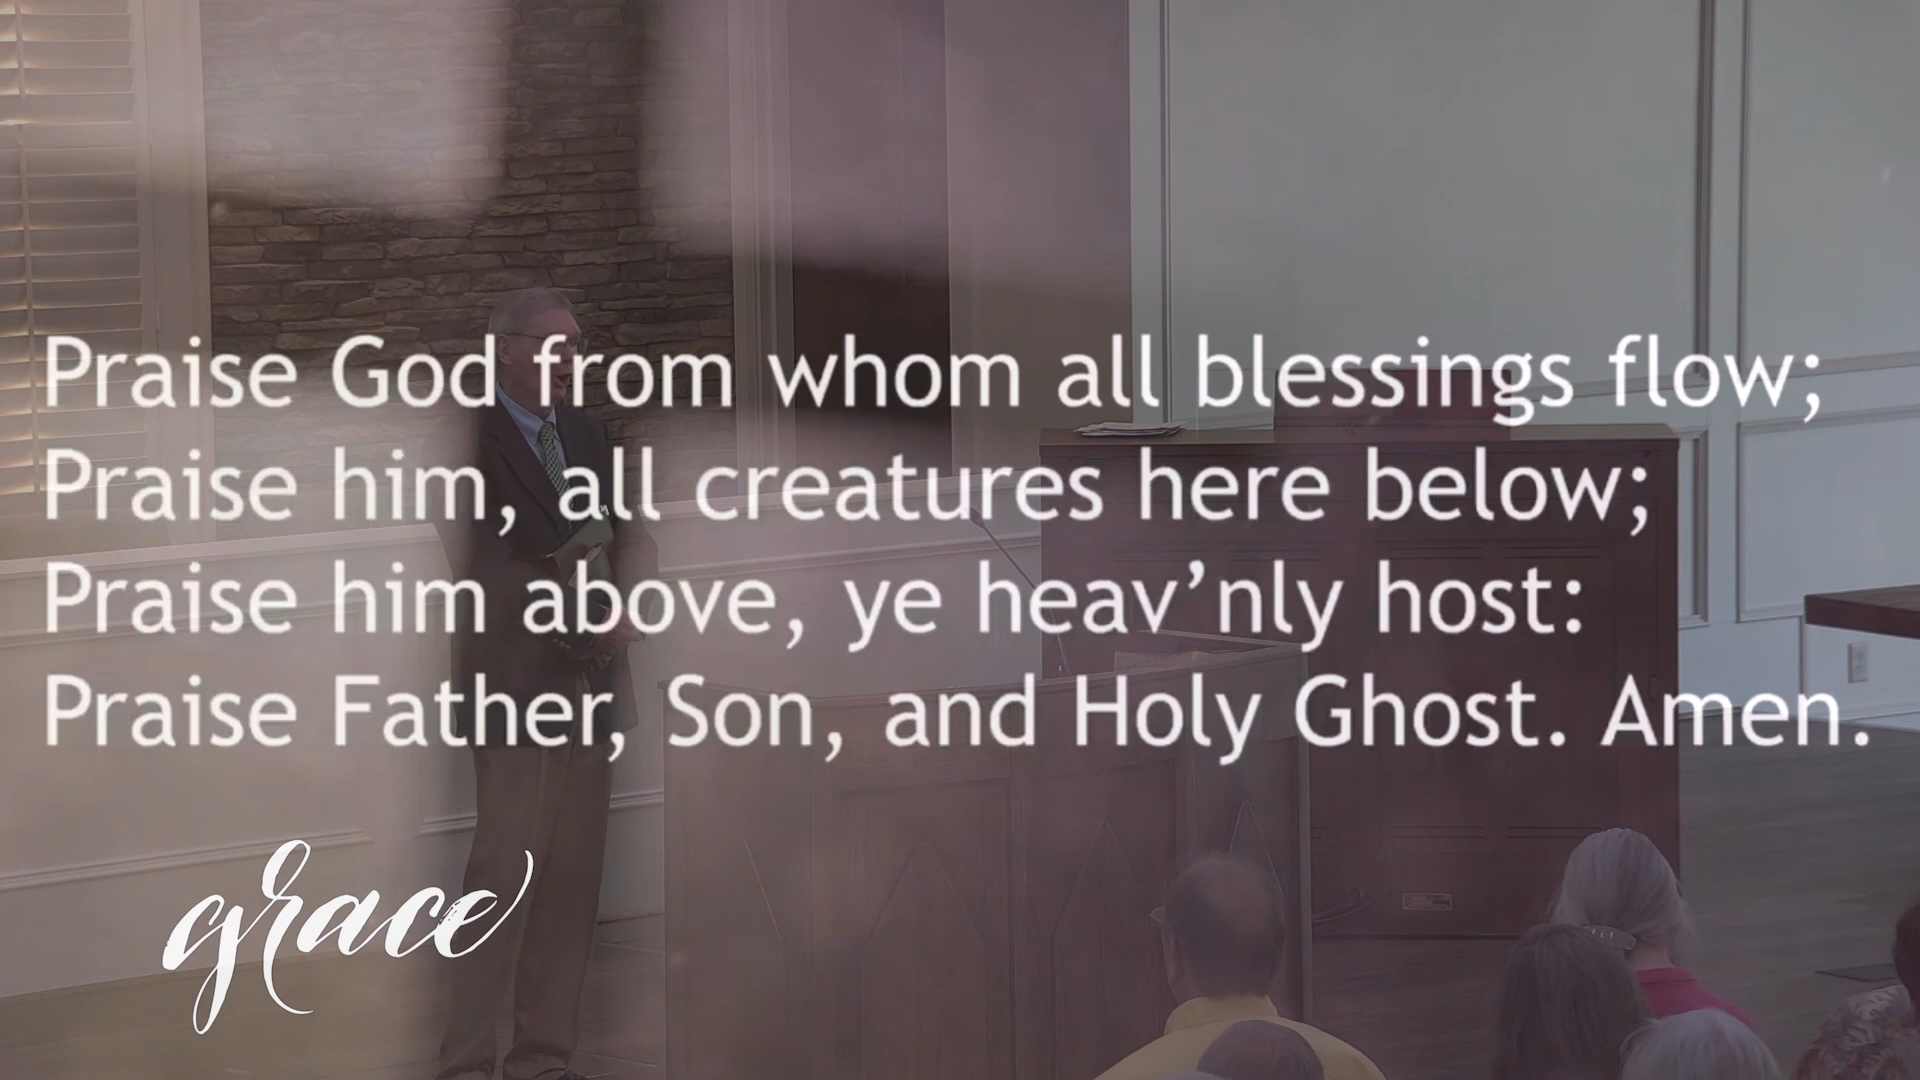 Praise God from whom all blessings flow;
Praise him, all creatures here below;
Praise him above, ye heav’nly host:
Praise Father, Son, and Holy Ghost. Amen.
grace